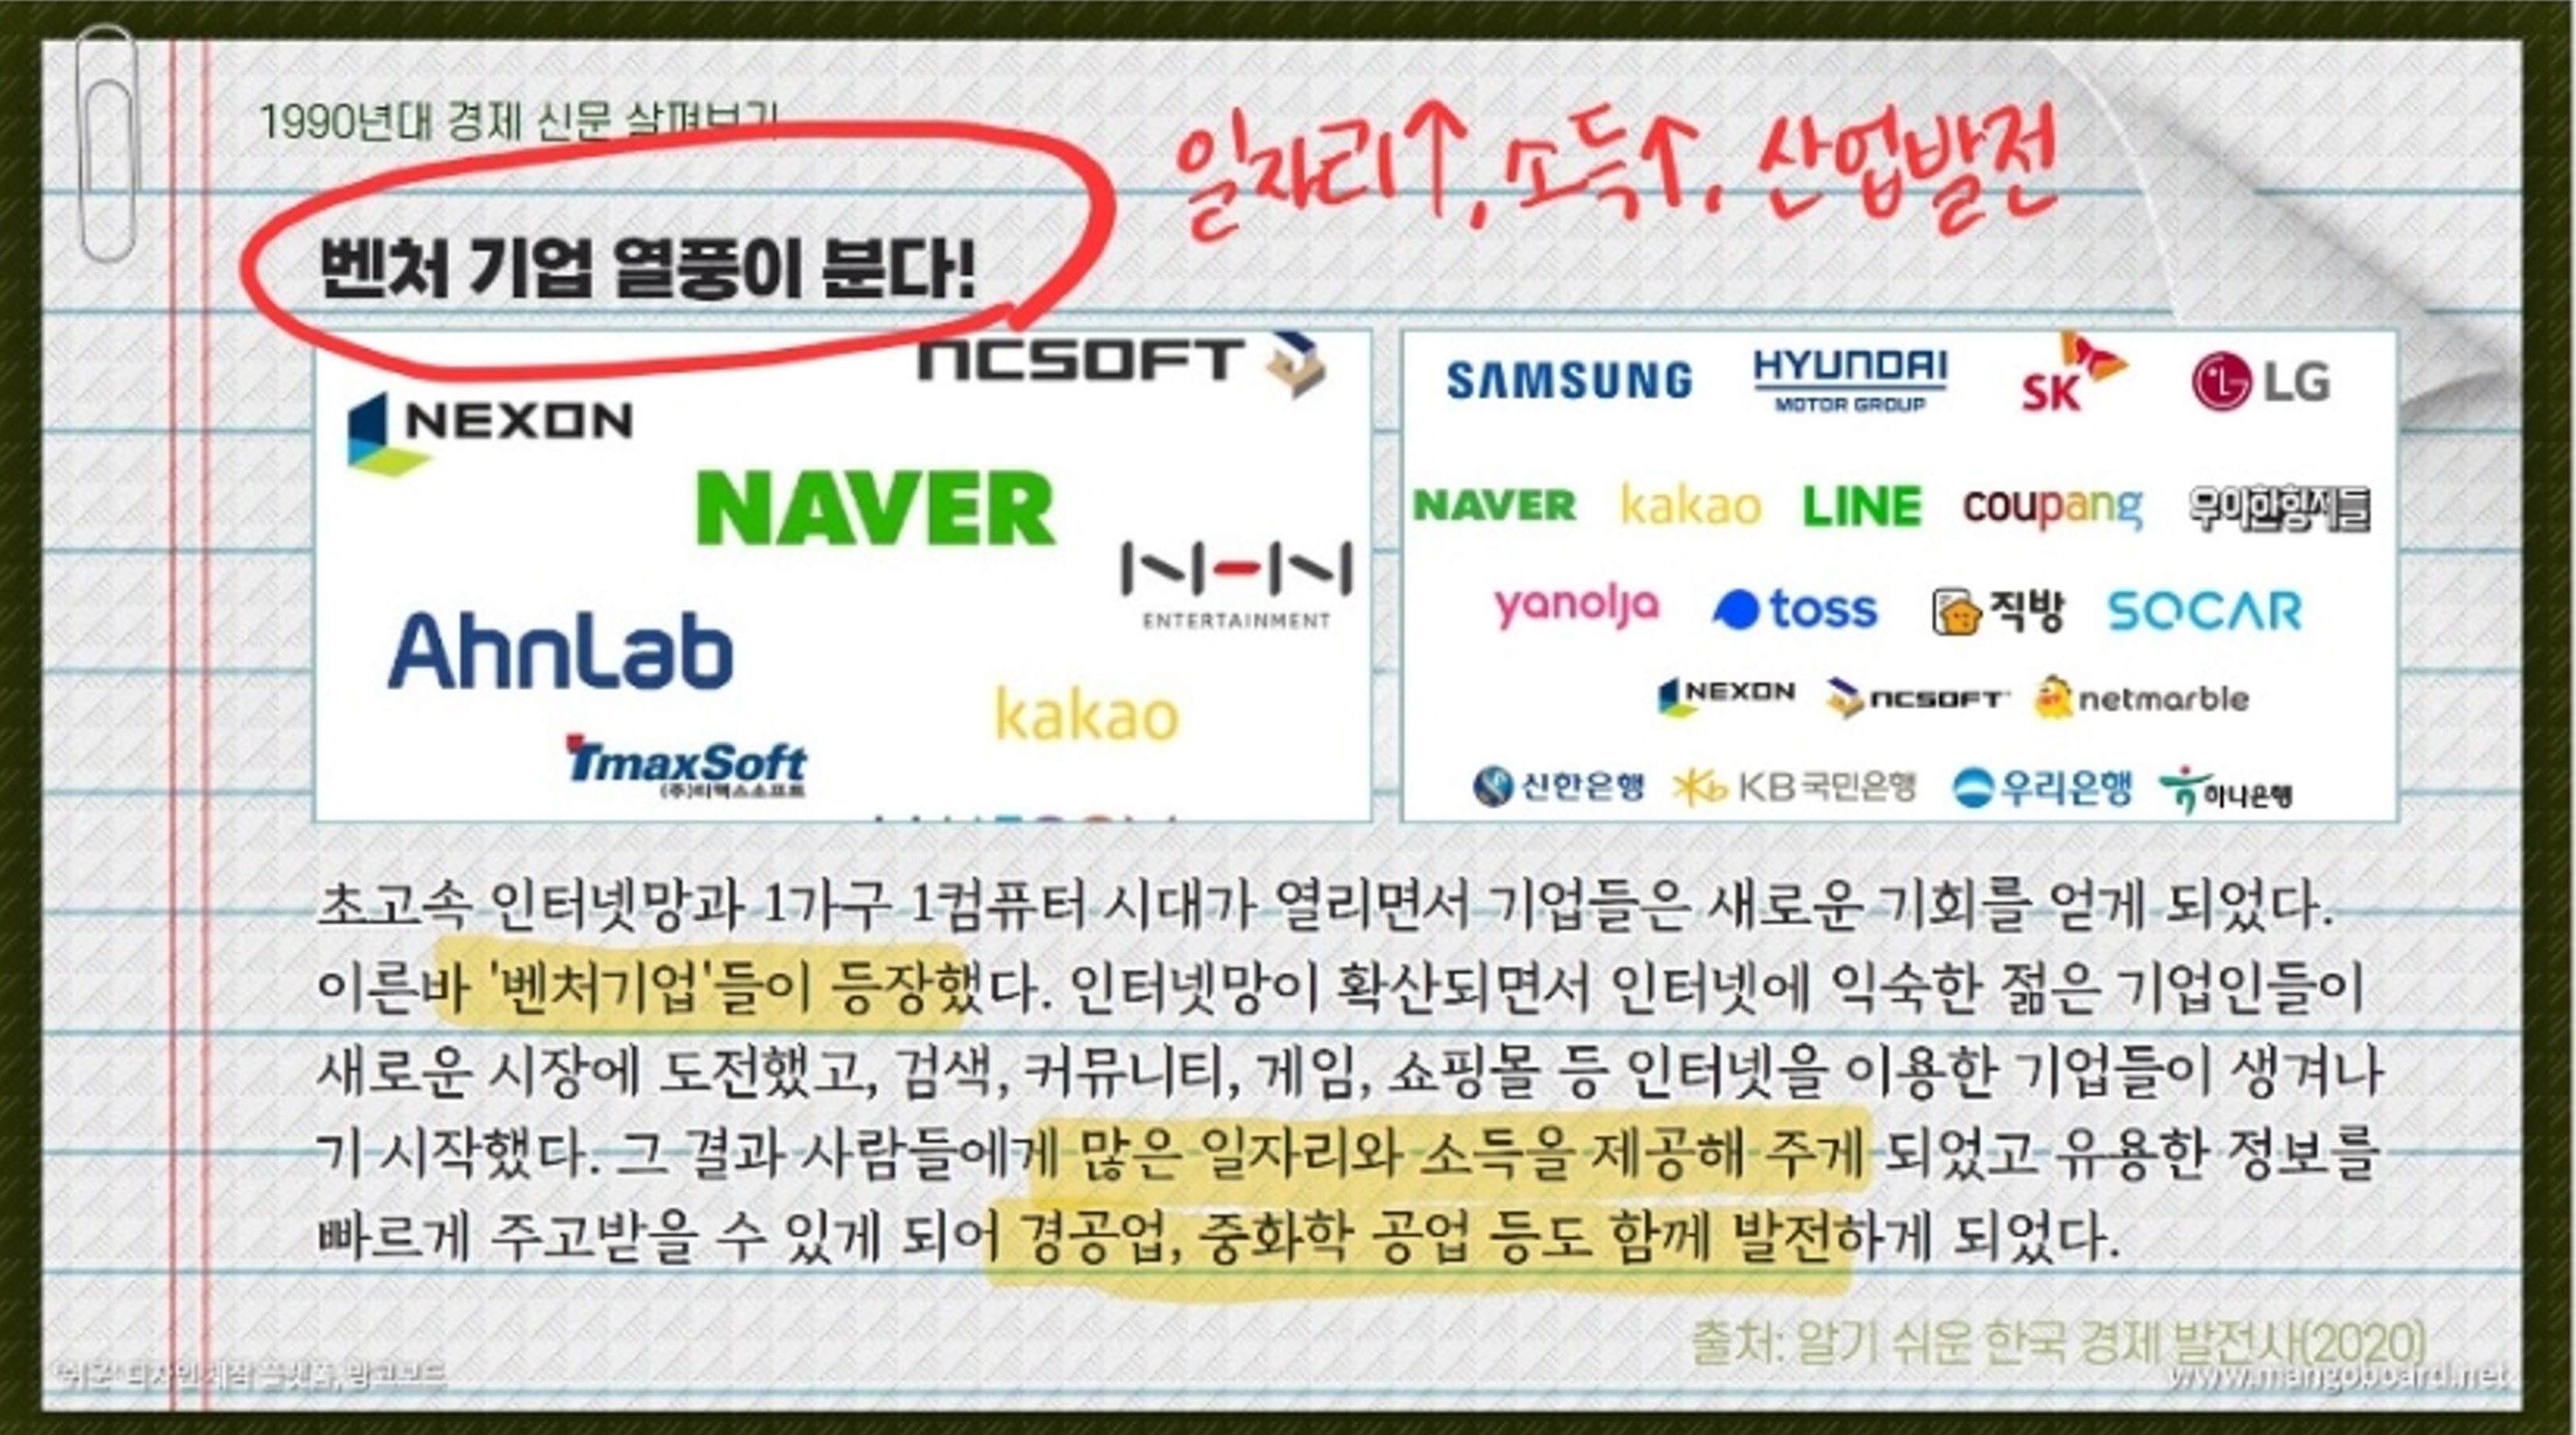 1990년대 경제 신문 살펴보기
일자리↑, 소득↑, 산업발전
벤처 기업 열풍이 분다!
NCSOFT
NEXON
NAVER
NHN
ENTERTAINMENT
AhnLab
kakao
TmaxSoft
(주)티맥스소프트
SAMSUNG HYUNDAI MOTOR GROUP SK LG
NAVER kakao LINE coupang 우아한형제들
yanolja toss 직방 SOCAR
NEXON NCSOFT netmarble
신한은행 KB국민은행 우리은행 하나은행
초고속 인터넷망과 1가구 1컴퓨터 시대가 열리면서 기업들은 새로운 기회를 얻게 되었다.
이른바 '벤처기업'들이 등장했다. 인터넷망이 확산되면서 인터넷에 익숙한 젊은 기업인들이
새로운 시장에 도전했고, 검색, 커뮤니티, 게임, 쇼핑몰 등 인터넷을 이용한 기업들이 생겨나
기 시작했다. 그 결과 사람들에게 많은 일자리와 소득을 제공해 주게 되었고 유용한 정보를
빠르게 주고받을 수 있게 되어 경공업, 중화학 공업 등도 함께 발전하게 되었다.
출처: 알기 쉬운 한국 경제 발전사(2020)
'쉬운' 디자인 제작 플랫폼, 망고보드
www.mangoboard.net